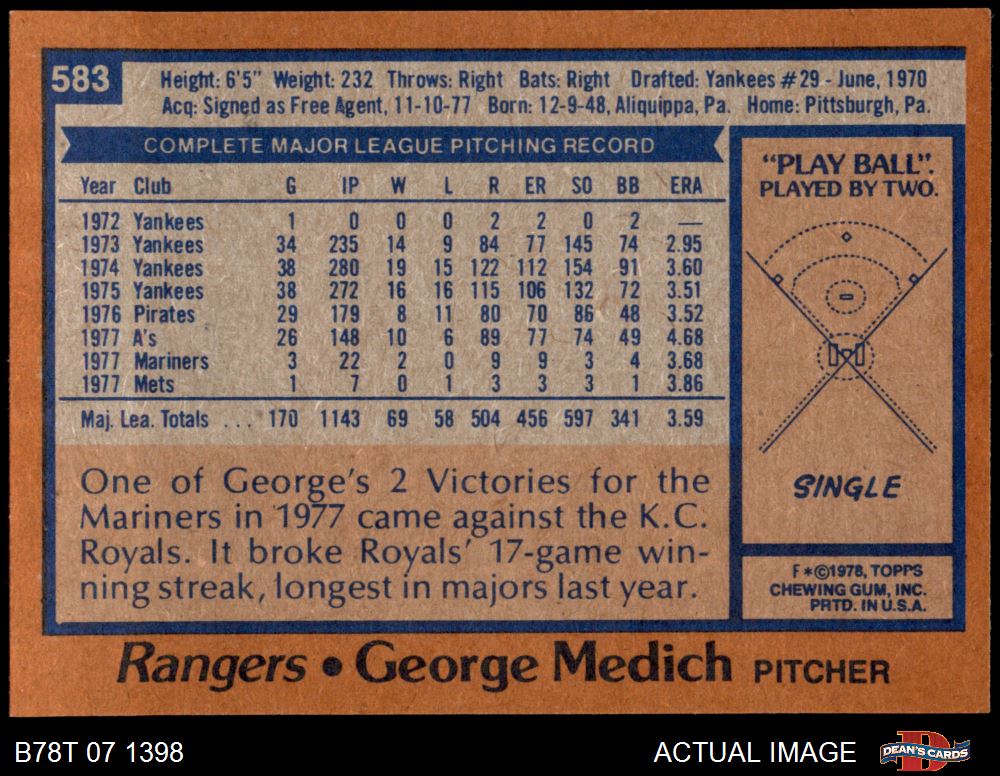 583
Height: 6'5" Weight: 232 Throws: Right Bats: Right Drafted: Yankees #29 - June, 1970
Acq: Signed as Free Agent, 11-10-77 Born: 12-9-48, Aliquippa, Pa. Home: Pittsburgh, Pa.
COMPLETE MAJOR LEAGUE PITCHING RECORD
Year Club G IP W L R ER SO BB ERA
1972 Yankees 1 0 0 0 2 2 0 2 —
1973 Yankees 34 235 14 9 84 77 145 74 2.95
1974 Yankees 38 280 19 15 122 112 154 91 3.60
1975 Yankees 38 272 16 16 115 106 132 72 3.51
1976 Pirates 29 179 8 11 80 70 86 48 3.52
1977 A's 26 148 10 6 89 77 74 49 4.68
1977 Mariners 3 22 2 0 9 9 3 4 3.68
1977 Mets 1 7 0 1 3 3 3 1 3.86
Maj. Lea. Totals ... 170 1143 69 58 504 456 597 341 3.59
One of George's 2 Victories for the
Mariners in 1977 came against the K.C.
Royals. It broke Royals' 17-game win-
ning streak, longest in majors last year.
"PLAY BALL".
PLAYED BY TWO.
SINGLE
F*©1978, TOPPS
CHEWING GUM, INC.
PRTD. IN U.S.A.
Rangers • George Medich PITCHER
B78T 07 1398
ACTUAL IMAGE
D
DEAN'S CARDS